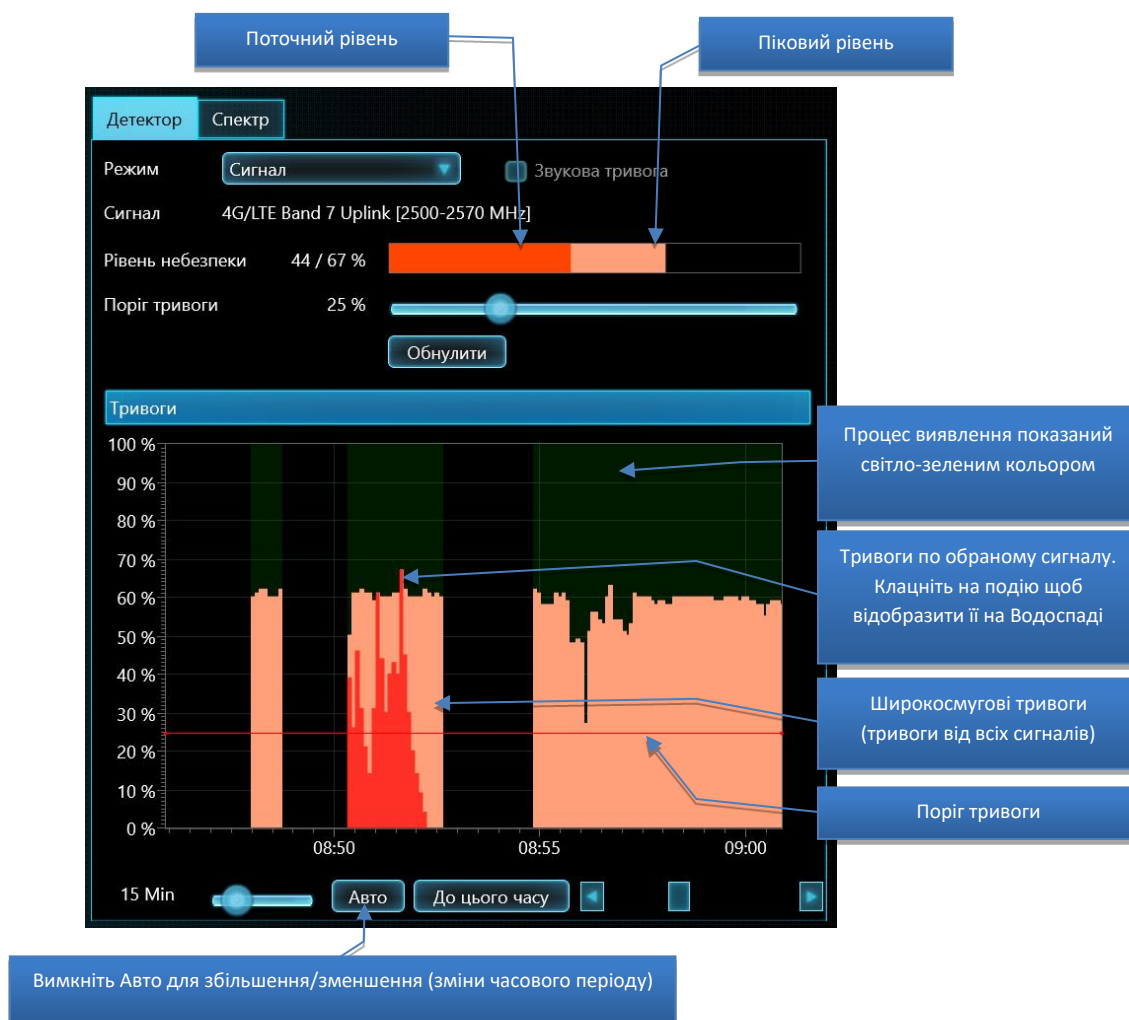 Поточний рівень
Піковий рівень
Детектор
Спектр
Режим
Сигнал
Звукова тривога
Сигнал
4G/LTE Band 7 Uplink [2500-2570 MHz]
Рівень небезпеки
44 / 67 %
Поріг тривоги
25 %
Обнулити
Тривоги
100 %
90 %
80 %
70 %
60 %
50 %
40 %
30 %
20 %
10 %
0 %
08:50
08:55
09:00
Процес виявлення показаний
світло-зеленим кольором
Тривоги по обраному сигналу.
Клацніть на подію щоб
відобразити її на Водоспаді
Широкосмугові тривоги
(тривоги від всіх сигналів)
Поріг тривоги
15 Min
Авто
До цього часу
Вимкніть Авто для збільшення/зменшення (зміни часового періоду)